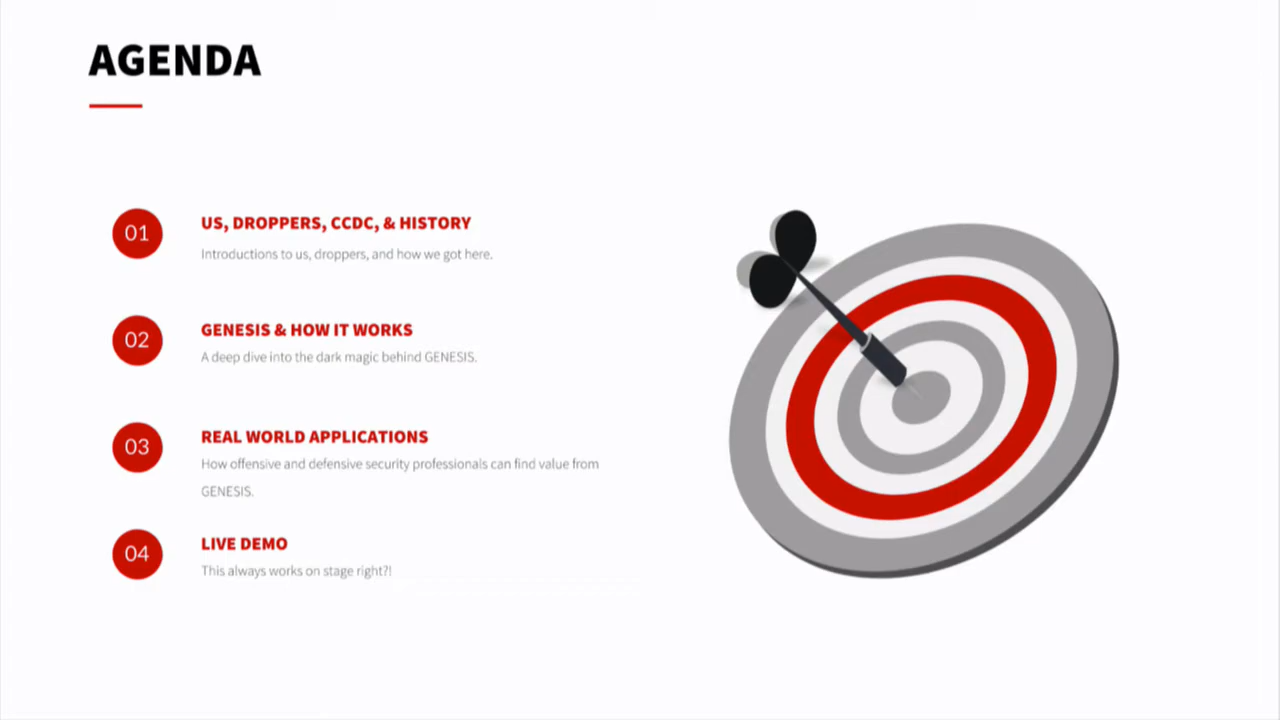 AGENDA
01
US, DROPPERS, CCDC, & HISTORY
Introductions to us, droppers, and how we got here.
02
GENESIS & HOW IT WORKS
A deep dive into the dark magic behind GENESIS.
03
REAL WORLD APPLICATIONS
How offensive and defensive security professionals can find value from
GENESIS.
04
LIVE DEMO
This always works on stage right?!